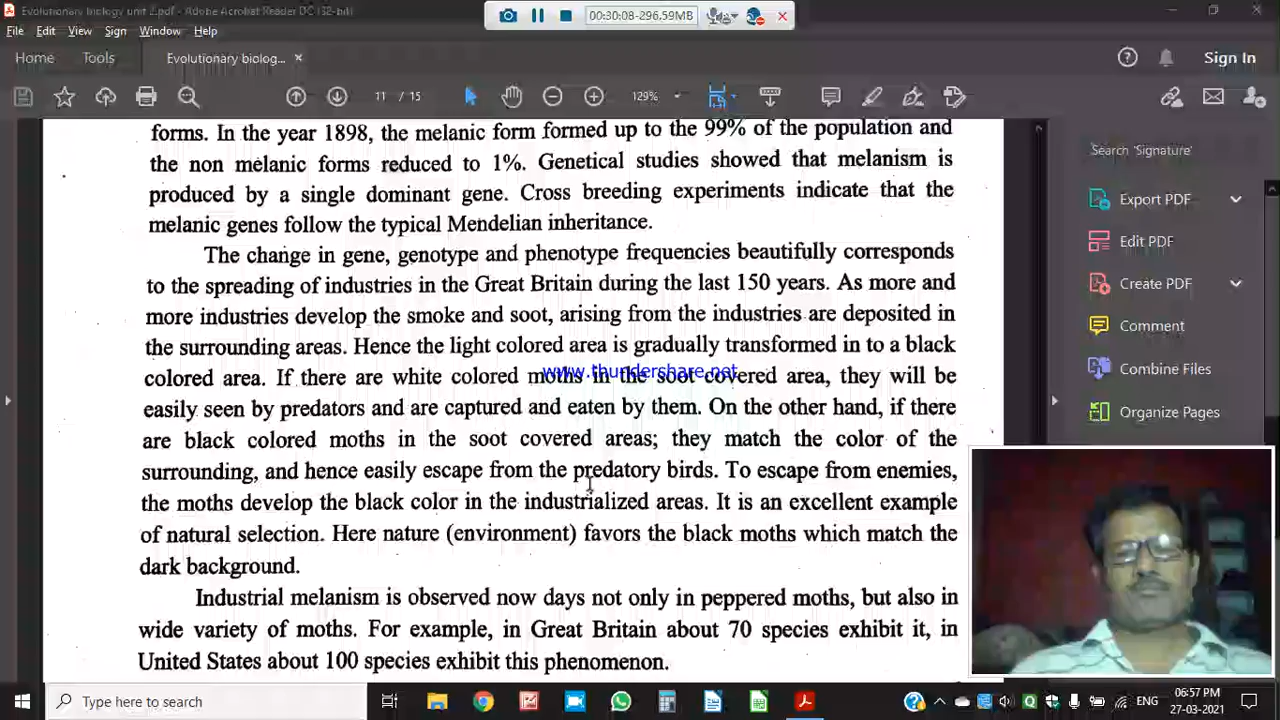 Evolutionary biology unit 2.pdf - Adobe Acrobat Reader DC (32-bit)
00:30:08-296.59MB
File Edit View Sign Window Help
Home Tools Evolutionary biolog... ×
Sign In
11 / 15
129%
forms. In the year 1898, the melanic form formed up to the 99% of the population and
the non melanic forms reduced to 1%. Genetical studies showed that melanism is
produced by a single dominant gene. Cross breeding experiments indicate that the
melanic genes follow the typical Mendelian inheritance.
The change in gene, genotype and phenotype frequencies beautifully corresponds
to the spreading of industries in the Great Britain during the last 150 years. As more and
more industries develop the smoke and soot, arising from the industries are deposited in
the surrounding areas. Hence the light colored area is gradually transformed in to a black
colored area. If there are white colored moths in the soot covered area, they will be
www.thundershare.net
easily seen by predators and are captured and eaten by them. On the other hand, if there
are black colored moths in the soot covered areas; they match the color of the
surrounding, and hence easily escape from the predatory birds. To escape from enemies,
the moths develop the black color in the industrialized areas. It is an excellent example
of natural selection. Here nature (environment) favors the black moths which match the
dark background.
Industrial melanism is observed now days not only in peppered moths, but also in
wide variety of moths. For example, in Great Britain about 70 species exhibit it, in
United States about 100 species exhibit this phenomenon.
Search 'Signature'
Export PDF
Edit PDF
Create PDF
Comment
Combine Files
Organize Pages
Type here to search
ENG
06:57 PM
27-03-2021